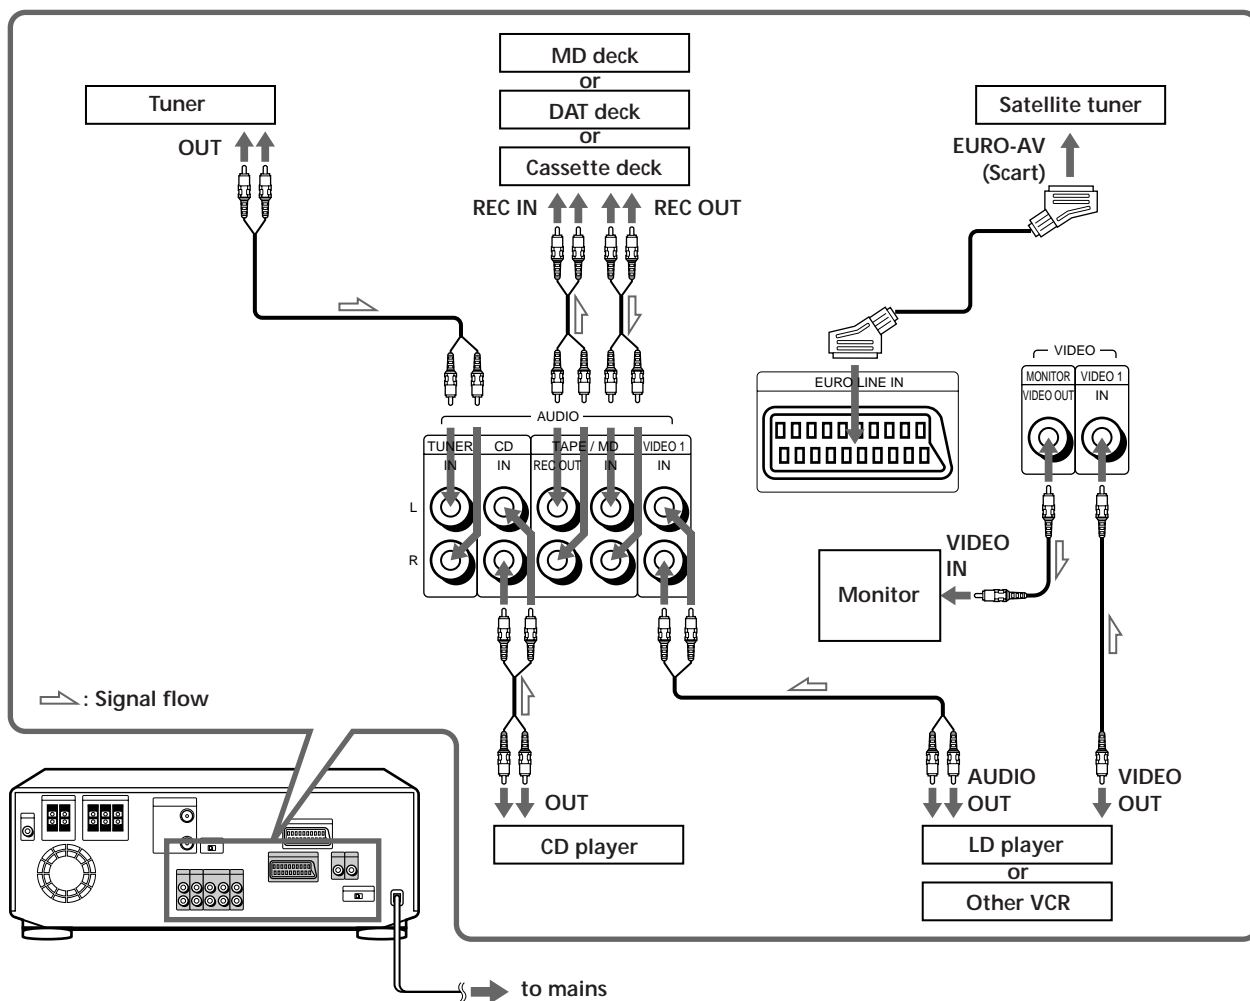 MD deck
or
DAT deck
or
Cassette deck
Tuner
OUT
REC IN
REC OUT
Satellite tuner
EURO-AV
(Scart)
AUDIO
TUNER
IN
CD
IN
TAPE / MD
REC OUT
IN
VIDEO 1
IN
L
R
EURO LINE IN
VIDEO
MONITOR
VIDEO OUT
VIDEO 1
IN
VIDEO
IN
Monitor
: Signal flow
OUT
CD player
AUDIO
OUT
VIDEO
OUT
LD player
or
Other VCR
to mains